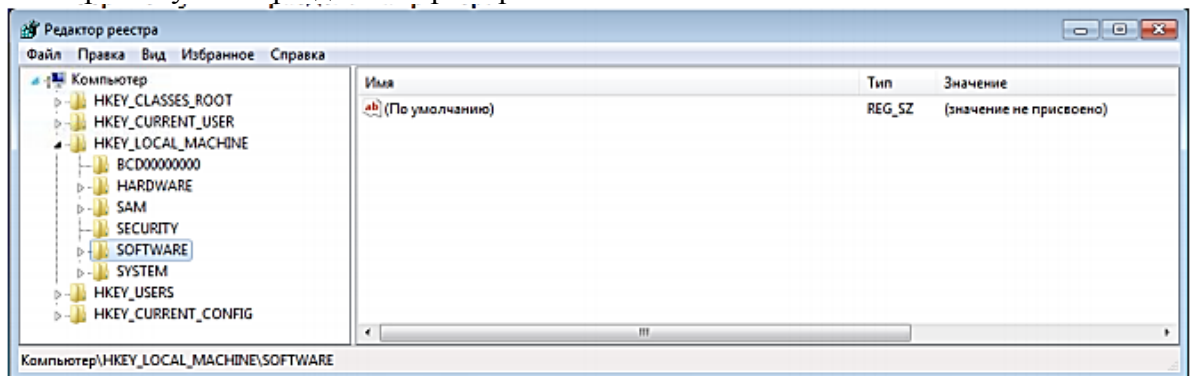 Редактор реестра
Файл Правка Вид Избранное Справка
Компьютер
HKEY_CLASSES_ROOT
HKEY_CURRENT_USER
HKEY_LOCAL_MACHINE
BCD00000000
HARDWARE
SAM
SECURITY
SOFTWARE
SYSTEM
HKEY_USERS
HKEY_CURRENT_CONFIG
Имя Тип Значение
ab (По умолчанию) REG_SZ (значение не присвоено)
Компьютер\HKEY_LOCAL_MACHINE\SOFTWARE